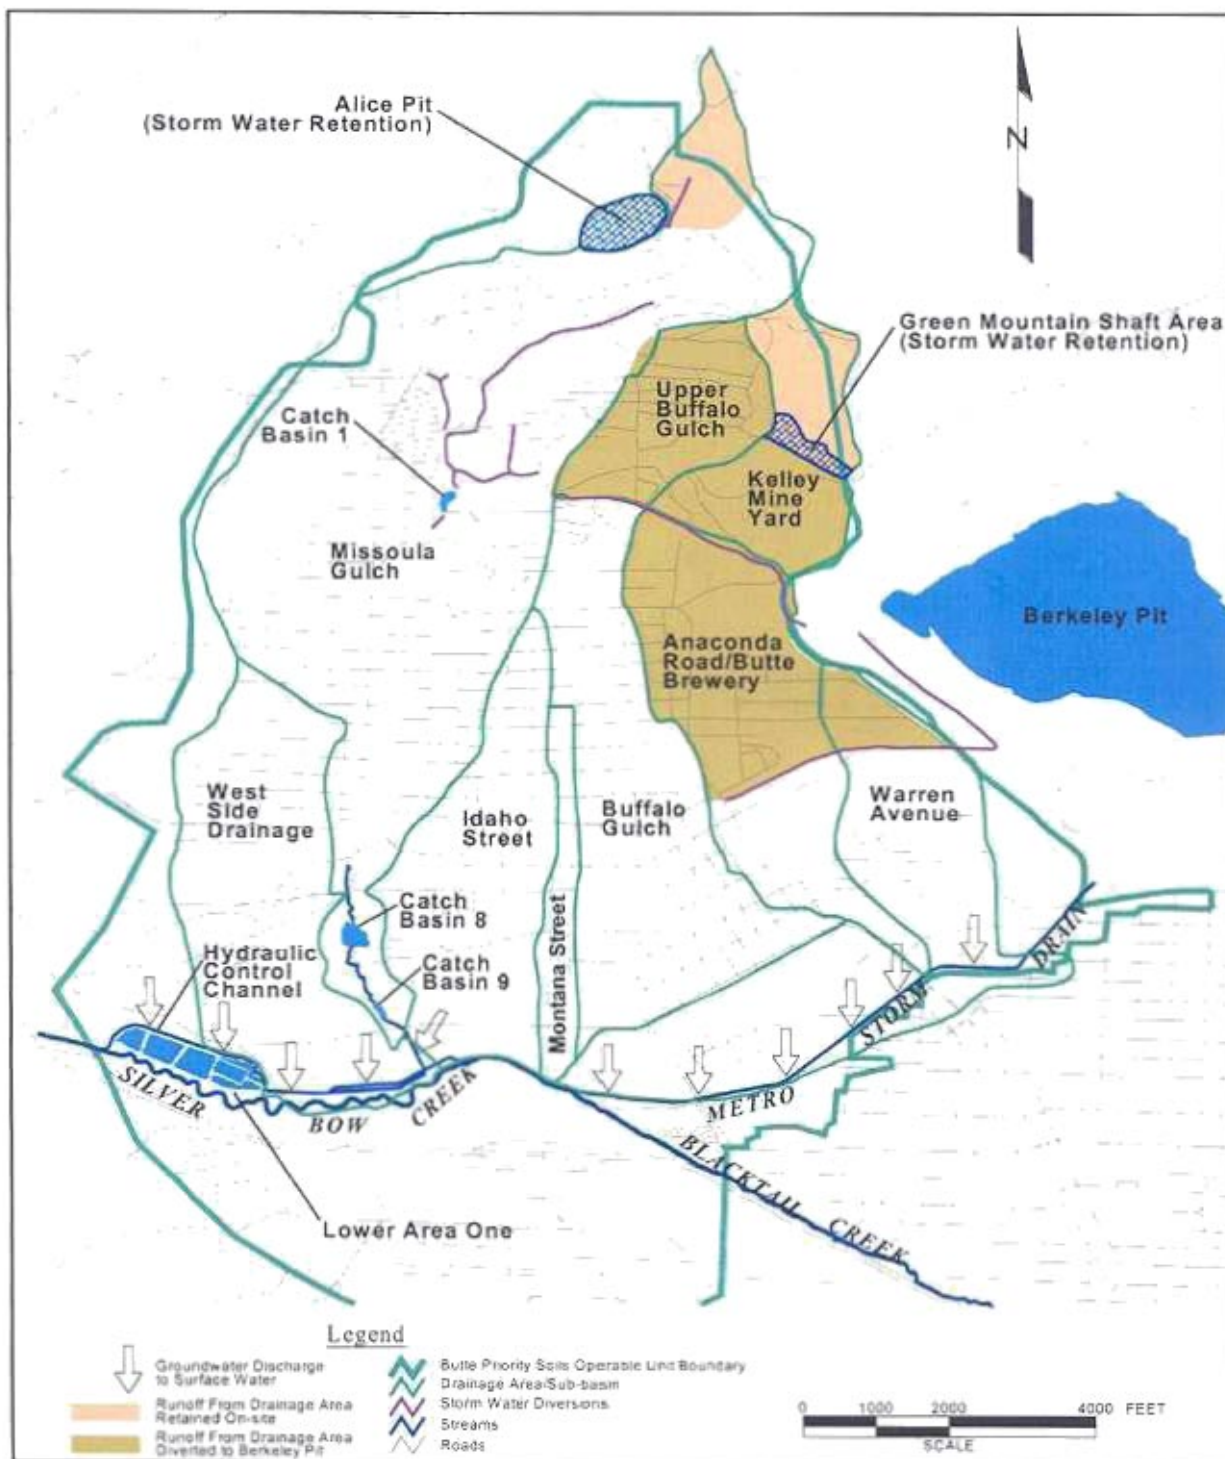 Alice Pit
(Storm Water Retention)
N
Green Mountain Shaft Area
(Storm Water Retention)
Upper
Buffalo
Gulch
Catch
Basin 1
Kelley
Mine
Yard
Missoula
Gulch
Berkeley Pit
Anaconda
Road/Butte
Brewery
West
Side
Drainage
Idaho
Street
Buffalo
Gulch
Warren
Avenue
Montana Street
Catch
Basin 8
Hydraulic
Control
Channel
Catch
Basin 9
SILVER BOW CREEK
METRO STORM DRAIN
BLACKTAIL CREEK
Lower Area One
Legend
Groundwater Discharge
to Surface Water
Runoff From Drainage Area
Retained On-site
Runoff From Drainage Area
Diverted to Berkeley Pit
Butte Priority Soils Operable Unit Boundary
Drainage Area/Sub-basin
Storm Water Diversions
Streams
Roads
0 1000 2000 4000 FEET
SCALE